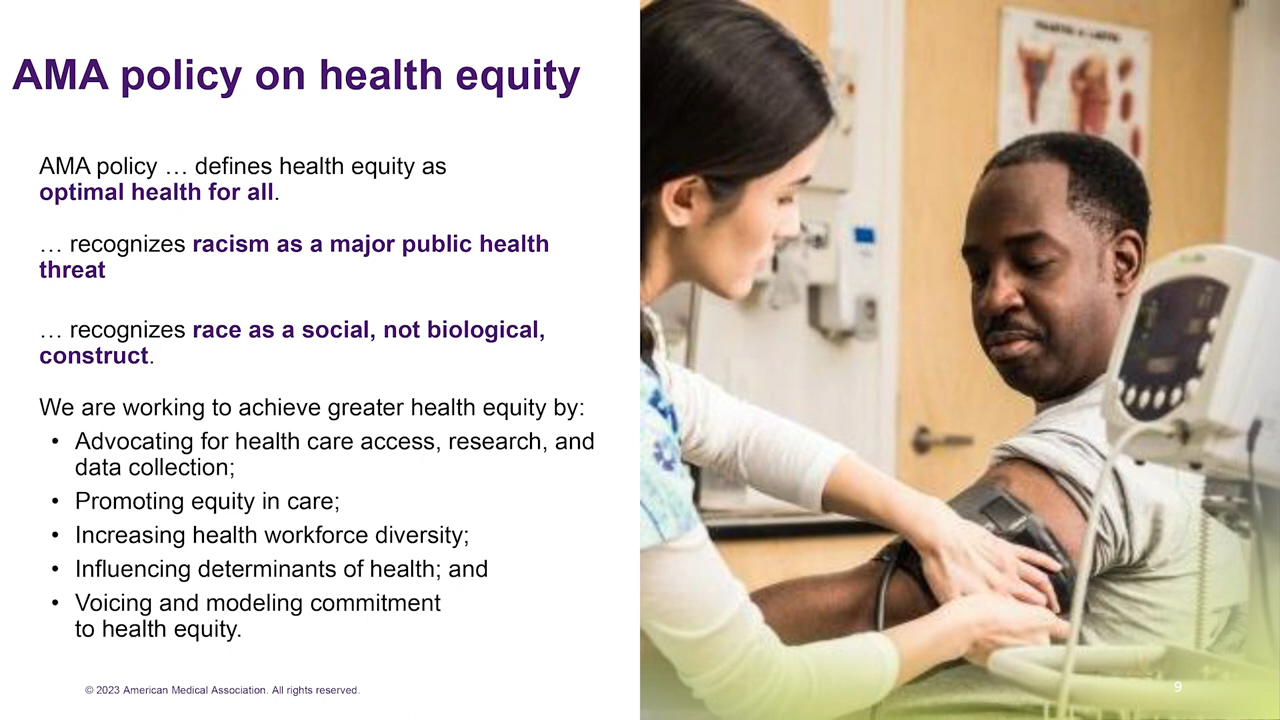 AMA policy on health equity
AMA policy … defines health equity as
optimal health for all.
… recognizes racism as a major public health
threat
… recognizes race as a social, not biological,
construct.
We are working to achieve greater health equity by:
• Advocating for health care access, research, and
data collection;
• Promoting equity in care;
• Increasing health workforce diversity;
• Influencing determinants of health; and
• Voicing and modeling commitment
to health equity.
© 2023 American Medical Association. All rights reserved.
9